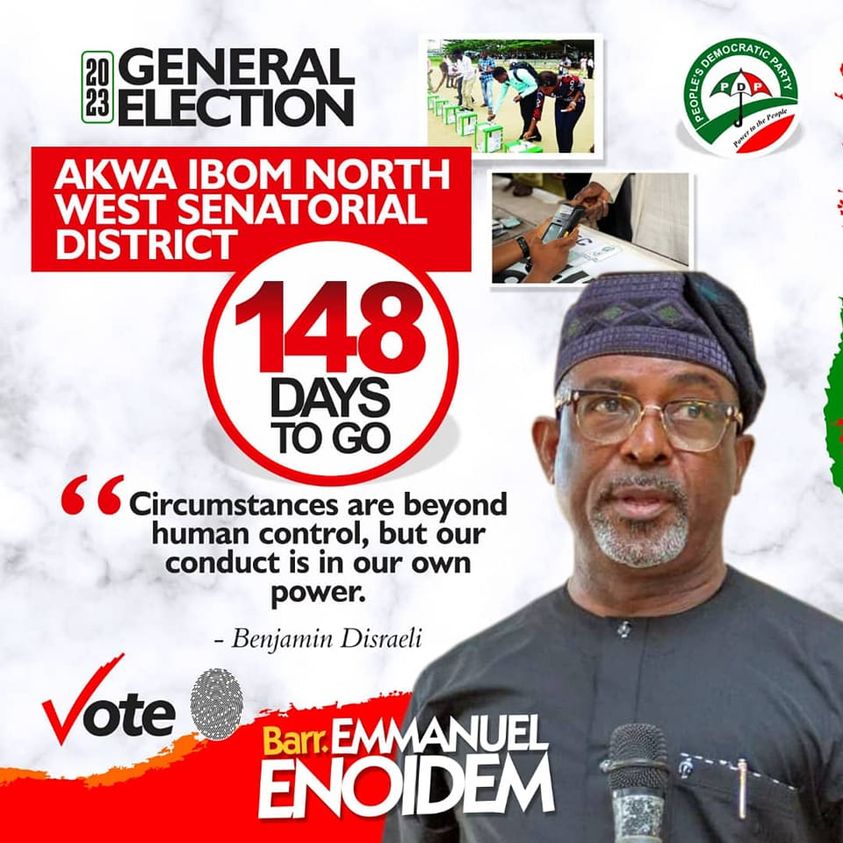 20
23
GENERAL
ELECTION
PEOPLE'S DEMOCRATIC PARTY
PDP
Power to the People
AKWA IBOM NORTH
WEST SENATORIAL
DISTRICT
148
DAYS
TO GO
“Circumstances are beyond
human control, but our
conduct is in our own
power.
- Benjamin Disraeli
Vote
Barr. EMMANUEL
ENOIDEM